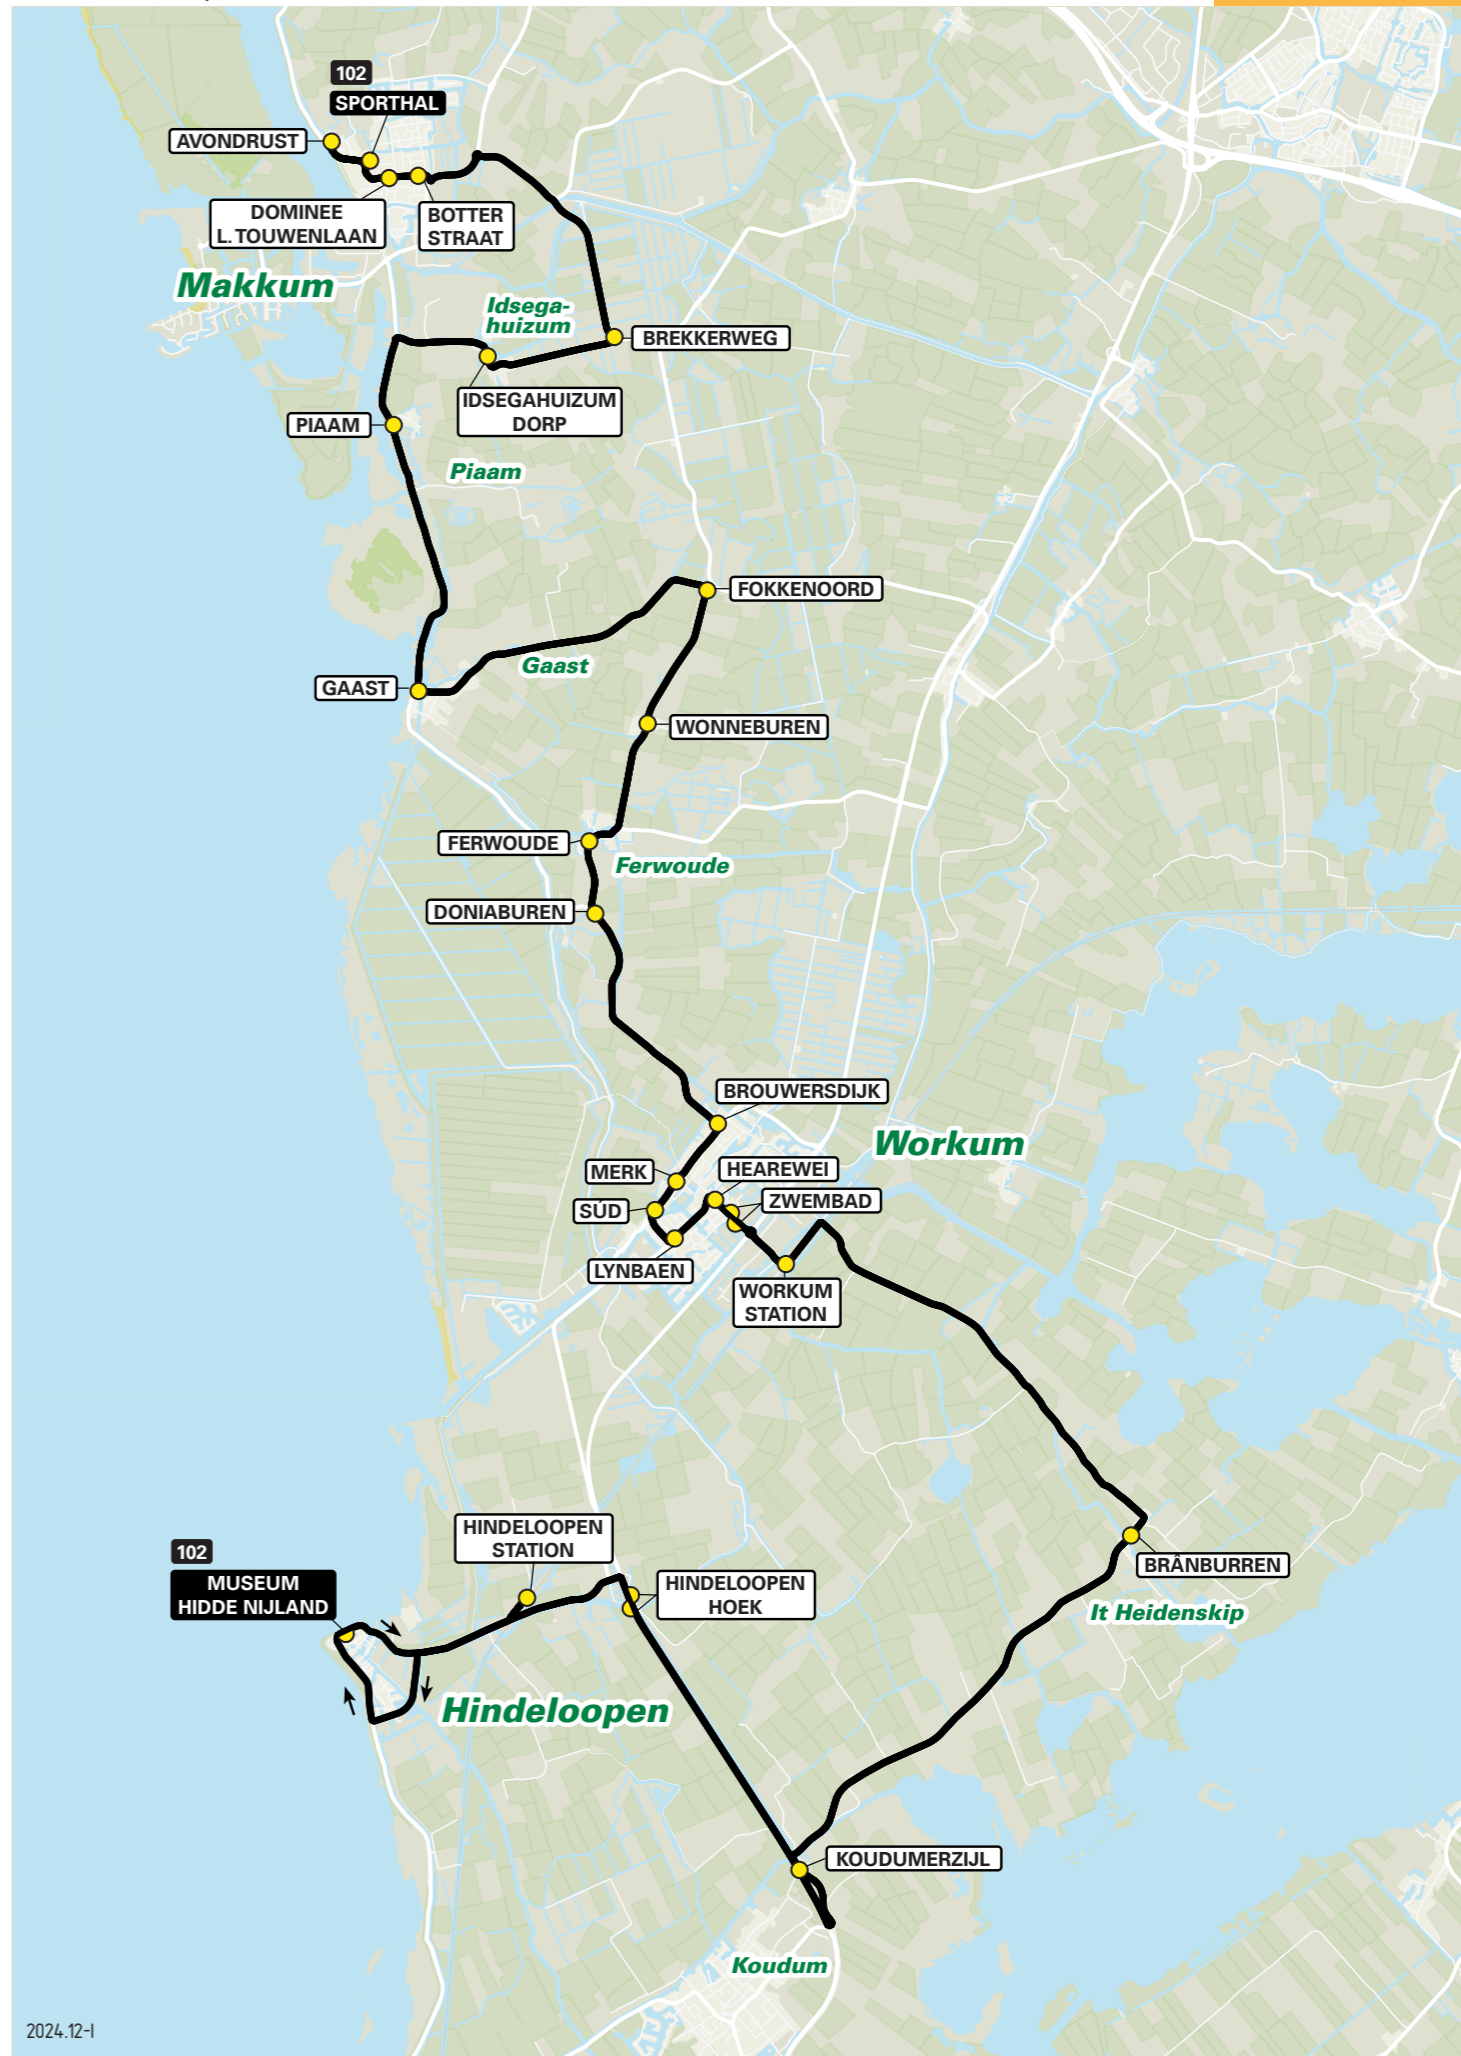 102
SPORTHAL
AVONDRUST
DOMINEE
L. TOUWENLAAN
BOTTER
STRAAT
Makkum
Idsega-
huizum
BREKKERWEG
IDSEGAHUIZUM
DORP
PIAAM
Piaam
FOKKENOORD
Gaast
GAAST
WONNEBUREN
FERWOUDE
Ferwoude
DONIABUREN
BROUWERSDIJK
Workum
MERK
HEAREWEI
SÚD
ZWEMBAD
LYNBAEN
WORKUM
STATION
HINDELOOPEN
STATION
102
MUSEUM
HIDDE NIJLAND
HINDELOOPEN
HOEK
BRÂNBURREN
It Heidenskip
Hindeloopen
KOUDUMERZIJL
Koudum
2024.12-I